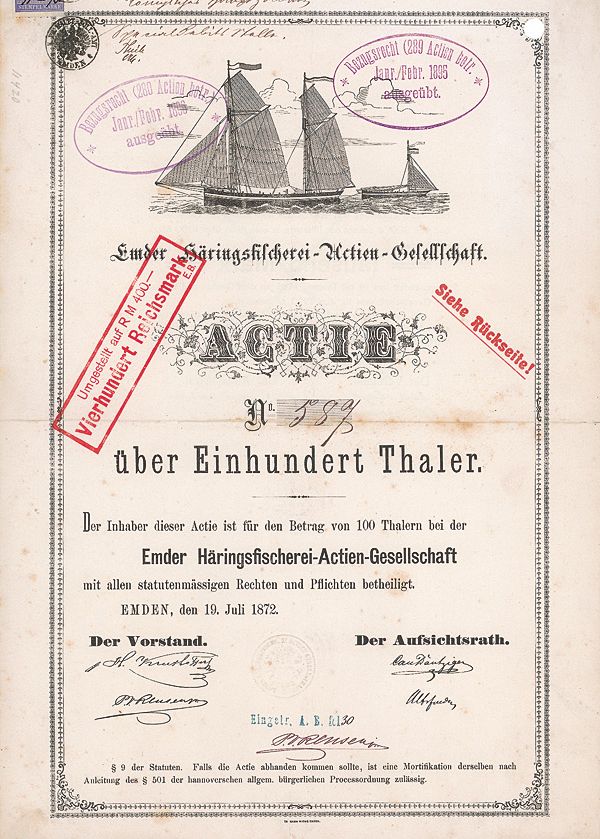 Bezugsrecht (289 Actien betr.)
Janr./Febr. 1895
ausgeübt.
Bezugsrecht (289 Actien betr.
Janr./Febr. 1895
ausgeübt.
Emder Häringsfischerei-Actien-Gesellschaft.
Umgestellt auf RM 400.—
Vierhundert Reichsmark
E.B.
Siehe Rückseite!
ACTIE
No. 589
über Einhundert Thaler.
Der Inhaber dieser Actie ist für den Betrag von 100 Thalern bei der
Emder Häringsfischerei-Actien-Gesellschaft
mit allen statutenmässigen Rechten und Pflichten betheiligt.
EMDEN, den 19. Juli 1872.
Der Vorstand.
Der Aufsichtsrath.
Eingetr. A. B.
§ 9 der Statuten. Falls die Actie abhanden kommen sollte, ist eine Mortifikation derselben nach
Anleitung des § 501 der hannoverschen allgem. bürgerlichen Processordnung zulässig.